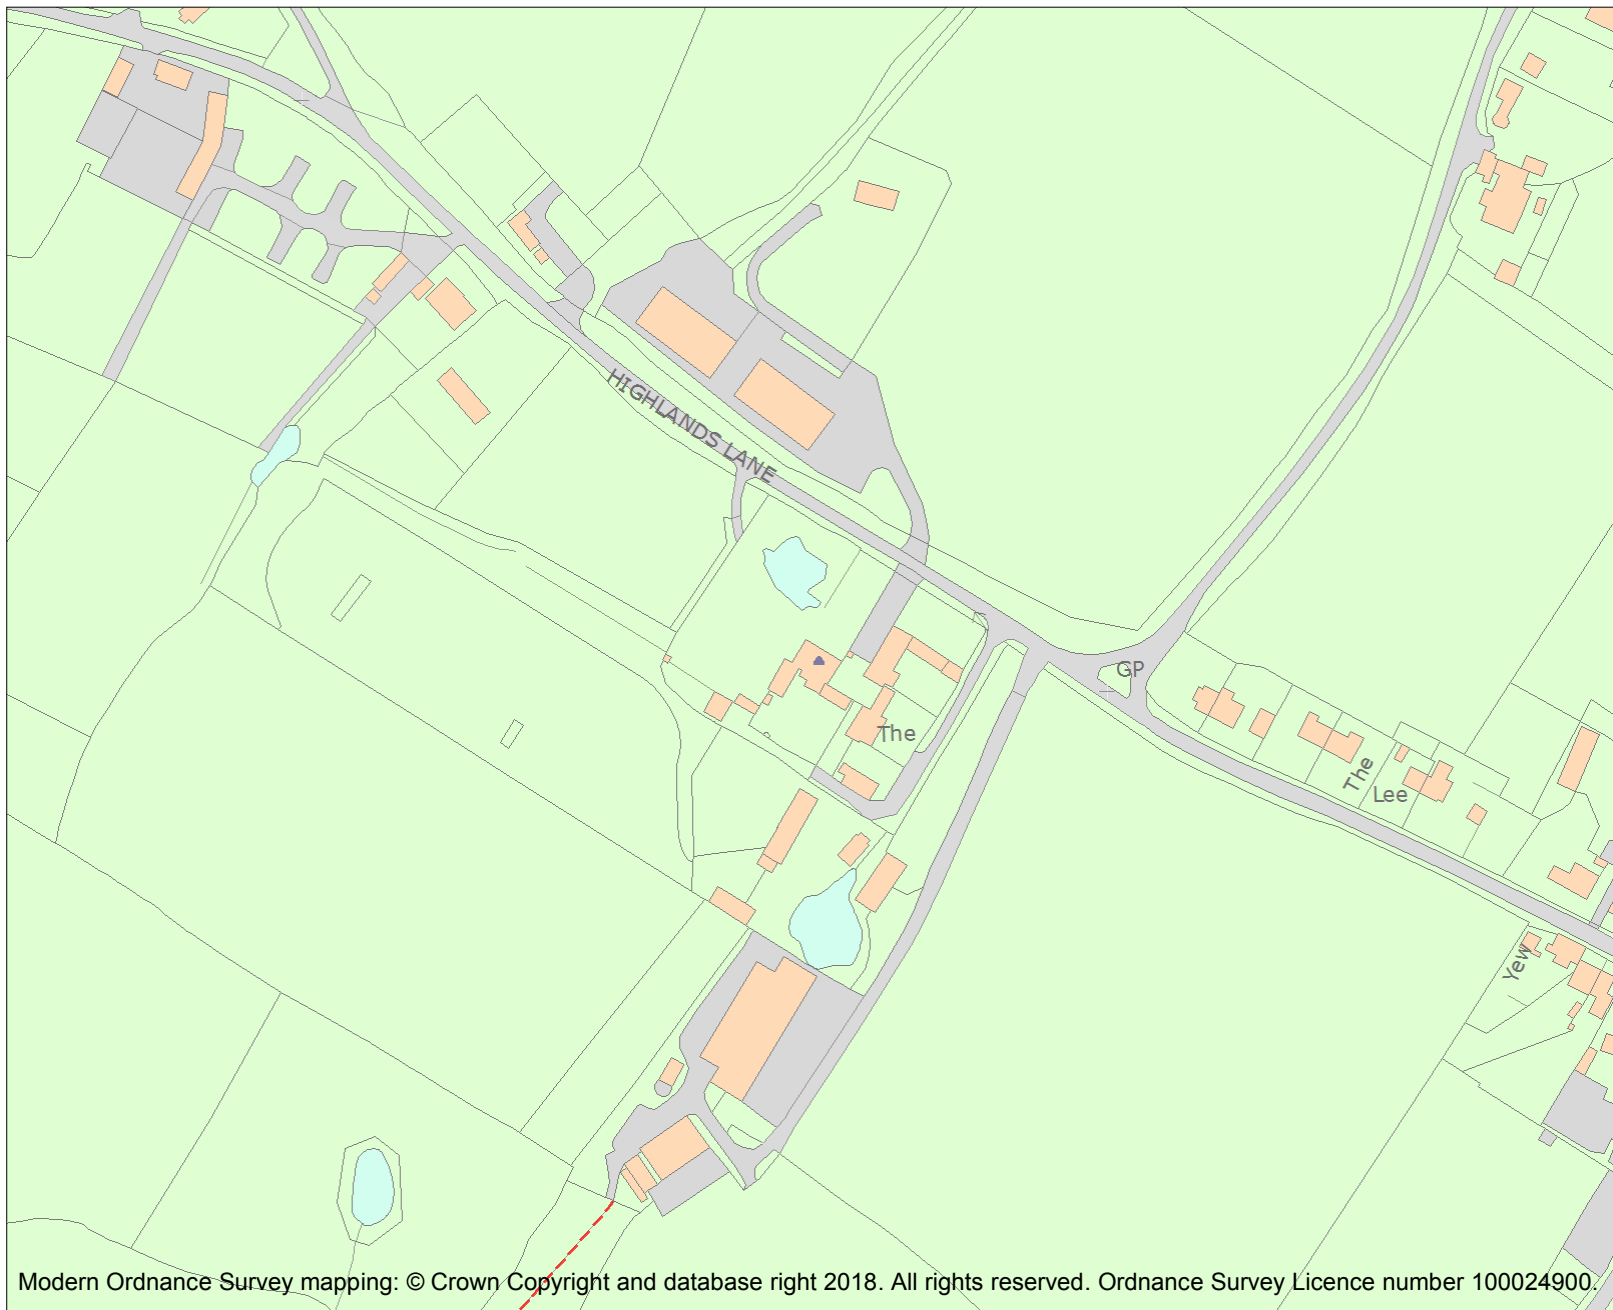 HIGHLANDS LANE
GP
The
The
Lee
Yew
Modern Ordnance Survey mapping: © Crown Copyright and database right 2018. All rights reserved. Ordnance Survey Licence number 100024900.